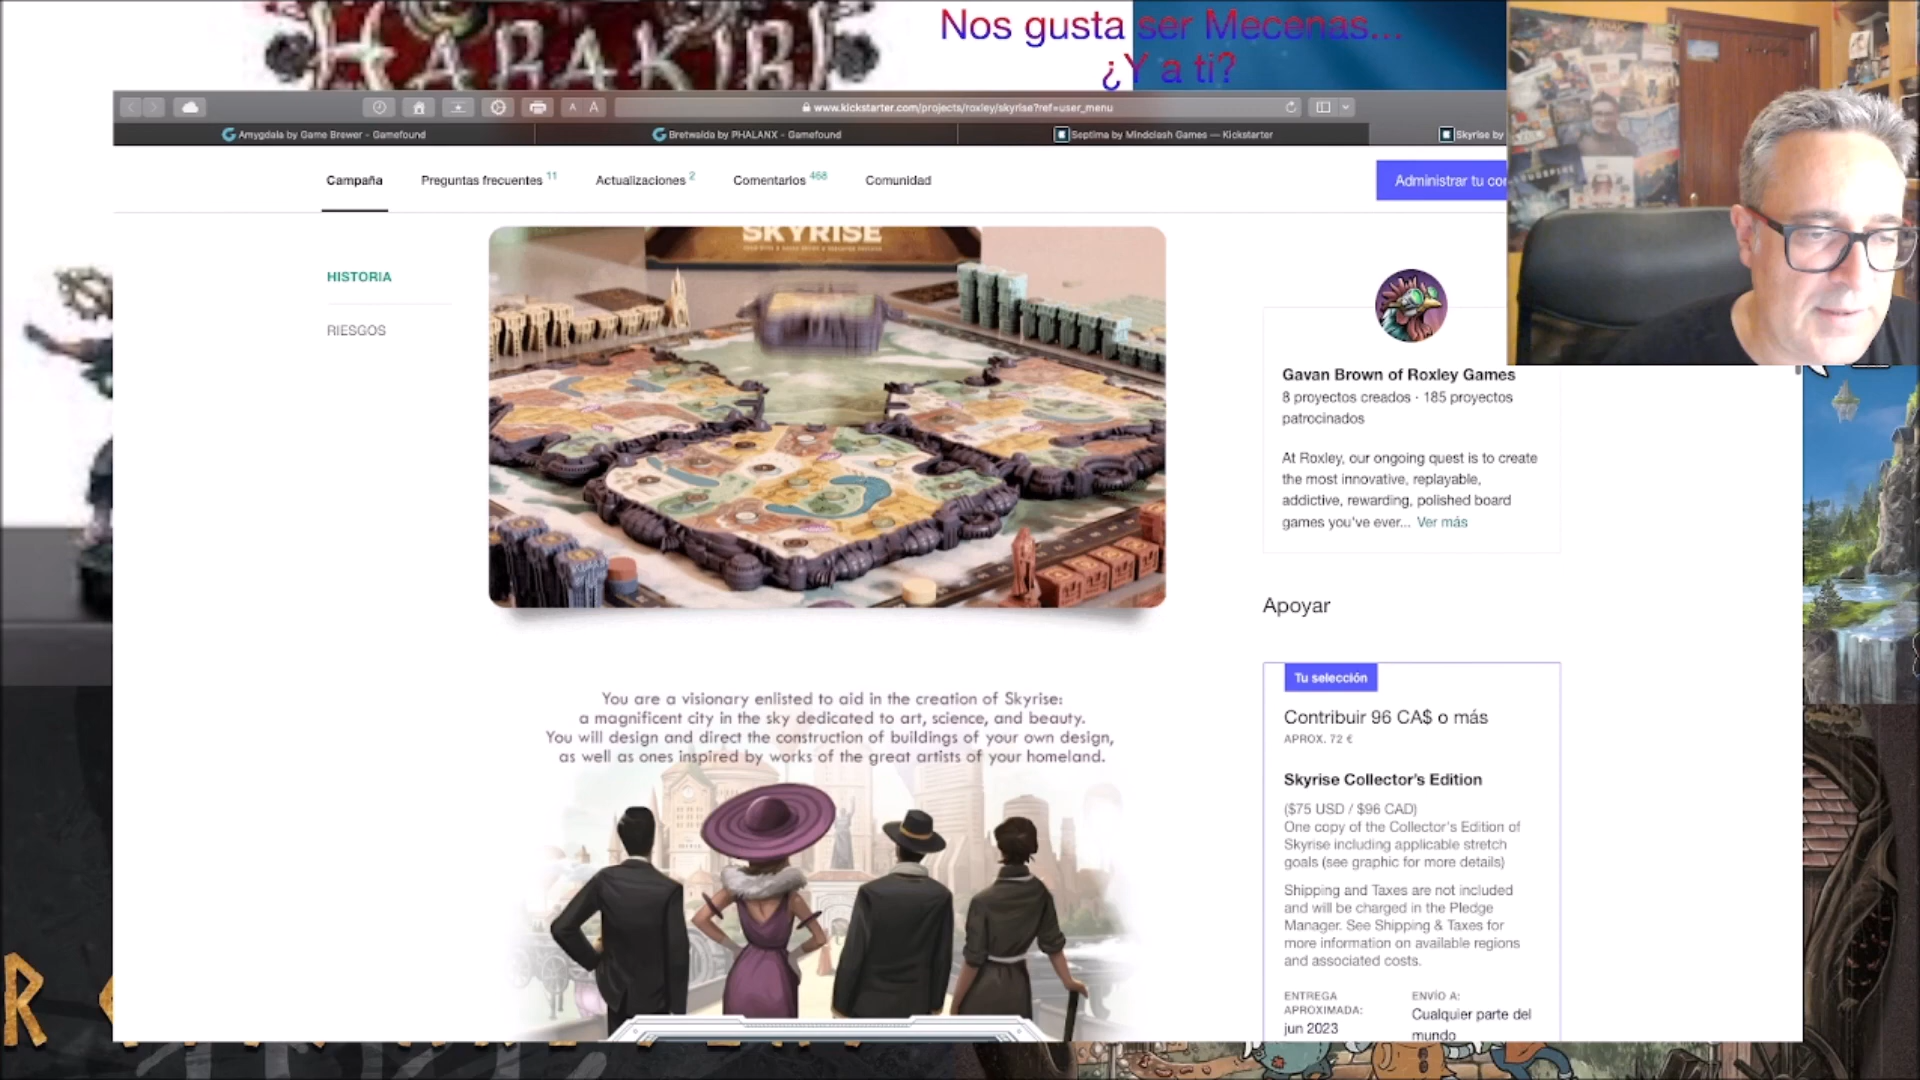 HARAKIRI
Nos gusta ser Mecenas...
¿Y a ti?
www.kickstarter.com/projects/roxley/skyrise?ref=user_menu
Amygdala by Game Brewer - Gamefound
Bretwalda by PHALANX - Gamefound
Septima by Mindclash Games — Kickstarter
Skyrise by
Campaña
Preguntas frecuentes 11
Actualizaciones 2
Comentarios 468
Comunidad
Administrar tu
HISTORIA
RIESGOS
SKYRISE
Gavan Brown of Roxley Games
8 proyectos creados · 185 proyectos
patrocinados
At Roxley, our ongoing quest is to create
the most innovative, replayable,
addictive, rewarding, polished board
games you've ever... Ver más
Apoyar
Tu selección
Contribuir 96 CA$ o más
APROX. 72 €
Skyrise Collector's Edition
($75 USD / $96 CAD)
One copy of the Collector's Edition of
Skyrise including applicable stretch
goals (see graphic for more details)
Shipping and Taxes are not included
and will be charged in the Pledge
Manager. See Shipping & Taxes for
more information on available regions
and associated costs.
ENTREGA
APROXIMADA:
jun 2023
ENVÍO A:
Cualquier parte del
mundo
You are a visionary enlisted to aid in the creation of Skyrise:
a magnificent city in the sky dedicated to art, science, and beauty.
You will design and direct the construction of buildings of your own design,
as well as ones inspired by works of the great artists of your homeland.